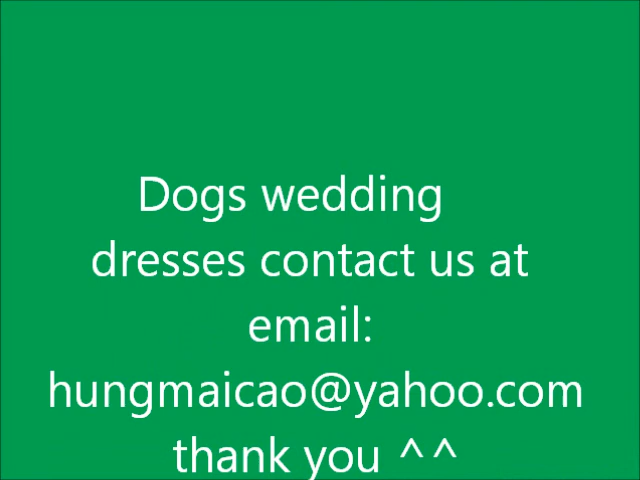 Dogs wedding
dresses contact us at
email:
hungmaicao@yahoo.com
thank you ^^